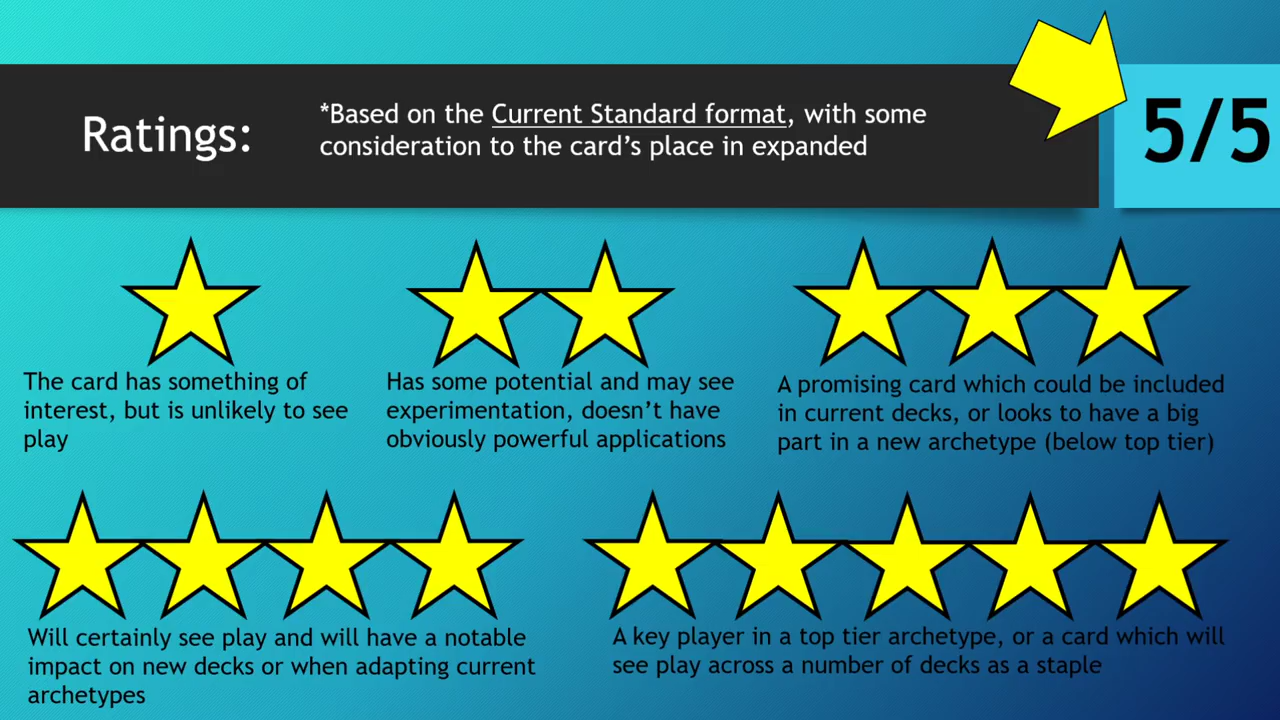 Ratings:
*Based on the Current Standard format, with some
consideration to the card’s place in expanded
5/5
The card has something of
interest, but is unlikely to see
play
Has some potential and may see
experimentation, doesn’t have
obviously powerful applications
A promising card which could be included
in current decks, or looks to have a big
part in a new archetype (below top tier)
Will certainly see play and will have a notable
impact on new decks or when adapting current
archetypes
A key player in a top tier archetype, or a card which will
see play across a number of decks as a staple